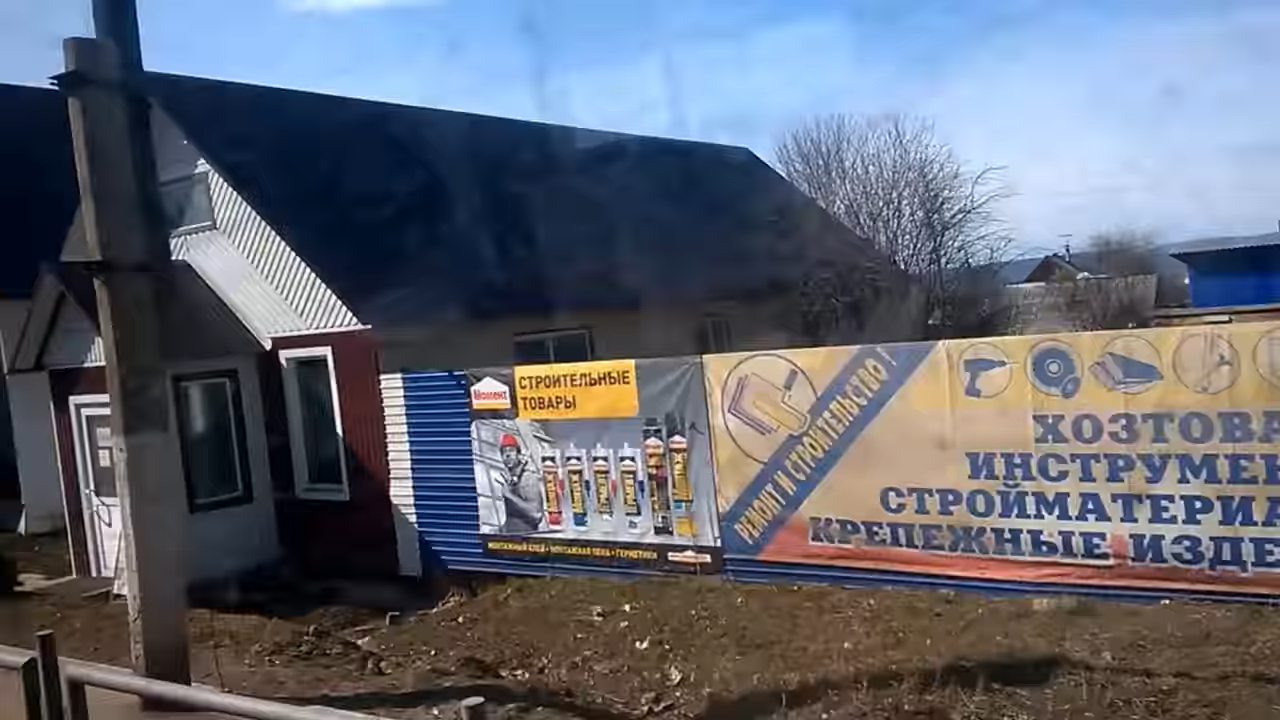 Момент
СТРОИТЕЛЬНЫЕ
ТОВАРЫ
МОНТАЖНЫЙ КЛЕЙ • МОНТАЖНАЯ ПЕНА • ГЕРМЕТИКИ
РЕМОНТ И СТРОИТЕЛЬСТВО!
ХОЗТОВА
ИНСТРУМЕН
СТРОЙМАТЕРИА
КРЕПЕЖНЫЕ ИЗДЕ